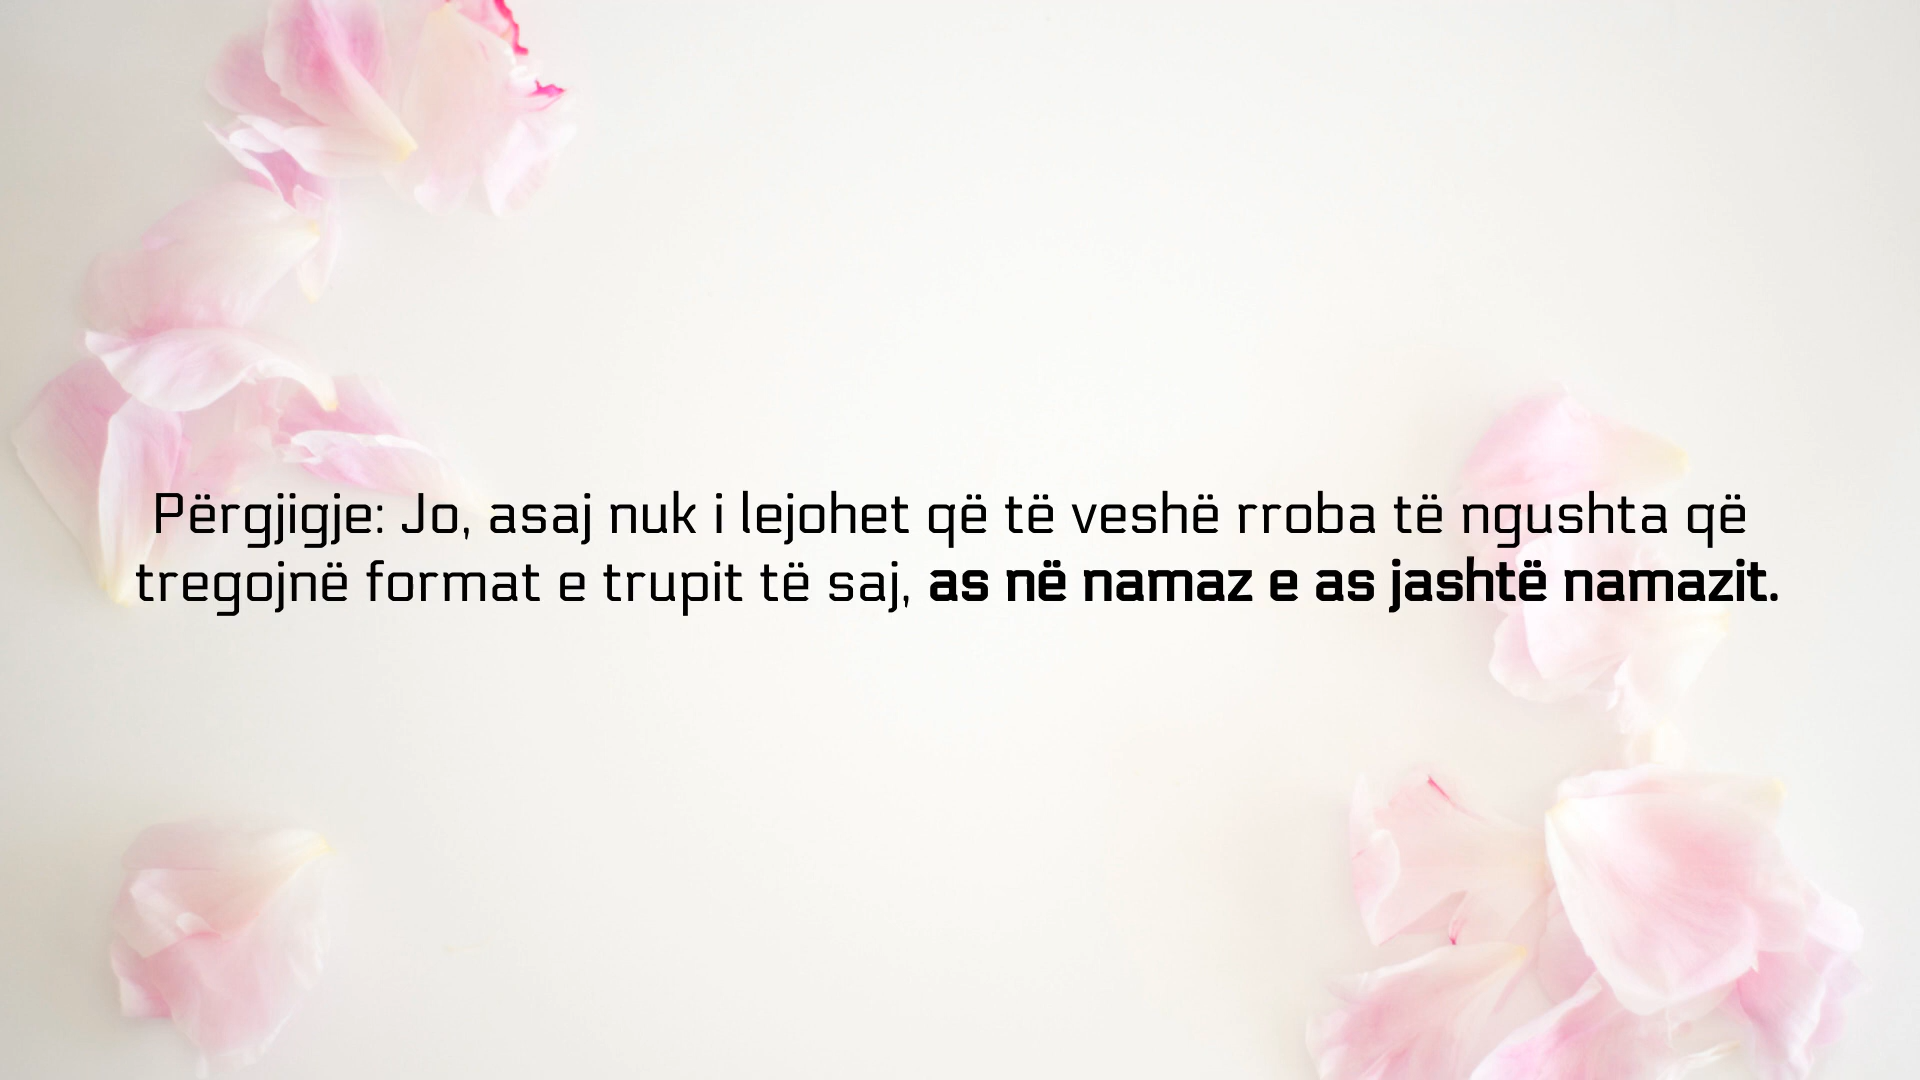 Përgjigje: Jo, asaj nuk i lejohet që të veshë rroba të ngushta që
tregojnë format e trupit të saj, as në namaz e as jashtë namazit.